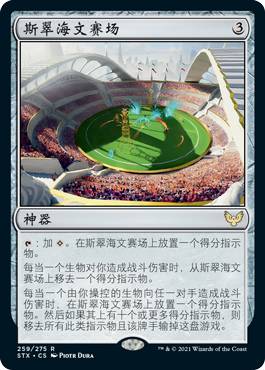 斯翠海文赛场 3
神器
：加 。在斯翠海文赛场上放置一个得分指示
物。
每当一个生物对你造成战斗伤害时，从斯翠海文赛
场上移去一个得分指示物。
每当一个由你操控的生物向任一对手造成战斗伤
害时，在斯翠海文赛场上放置一个得分指示
物。然后如果其上有十个或更多得分指示物，则
移去所有此类指示物且该牌手输掉这盘游戏。
259/275 R
STX • CS Piotr Dura
™ & © 2021 Wizards of the Coast